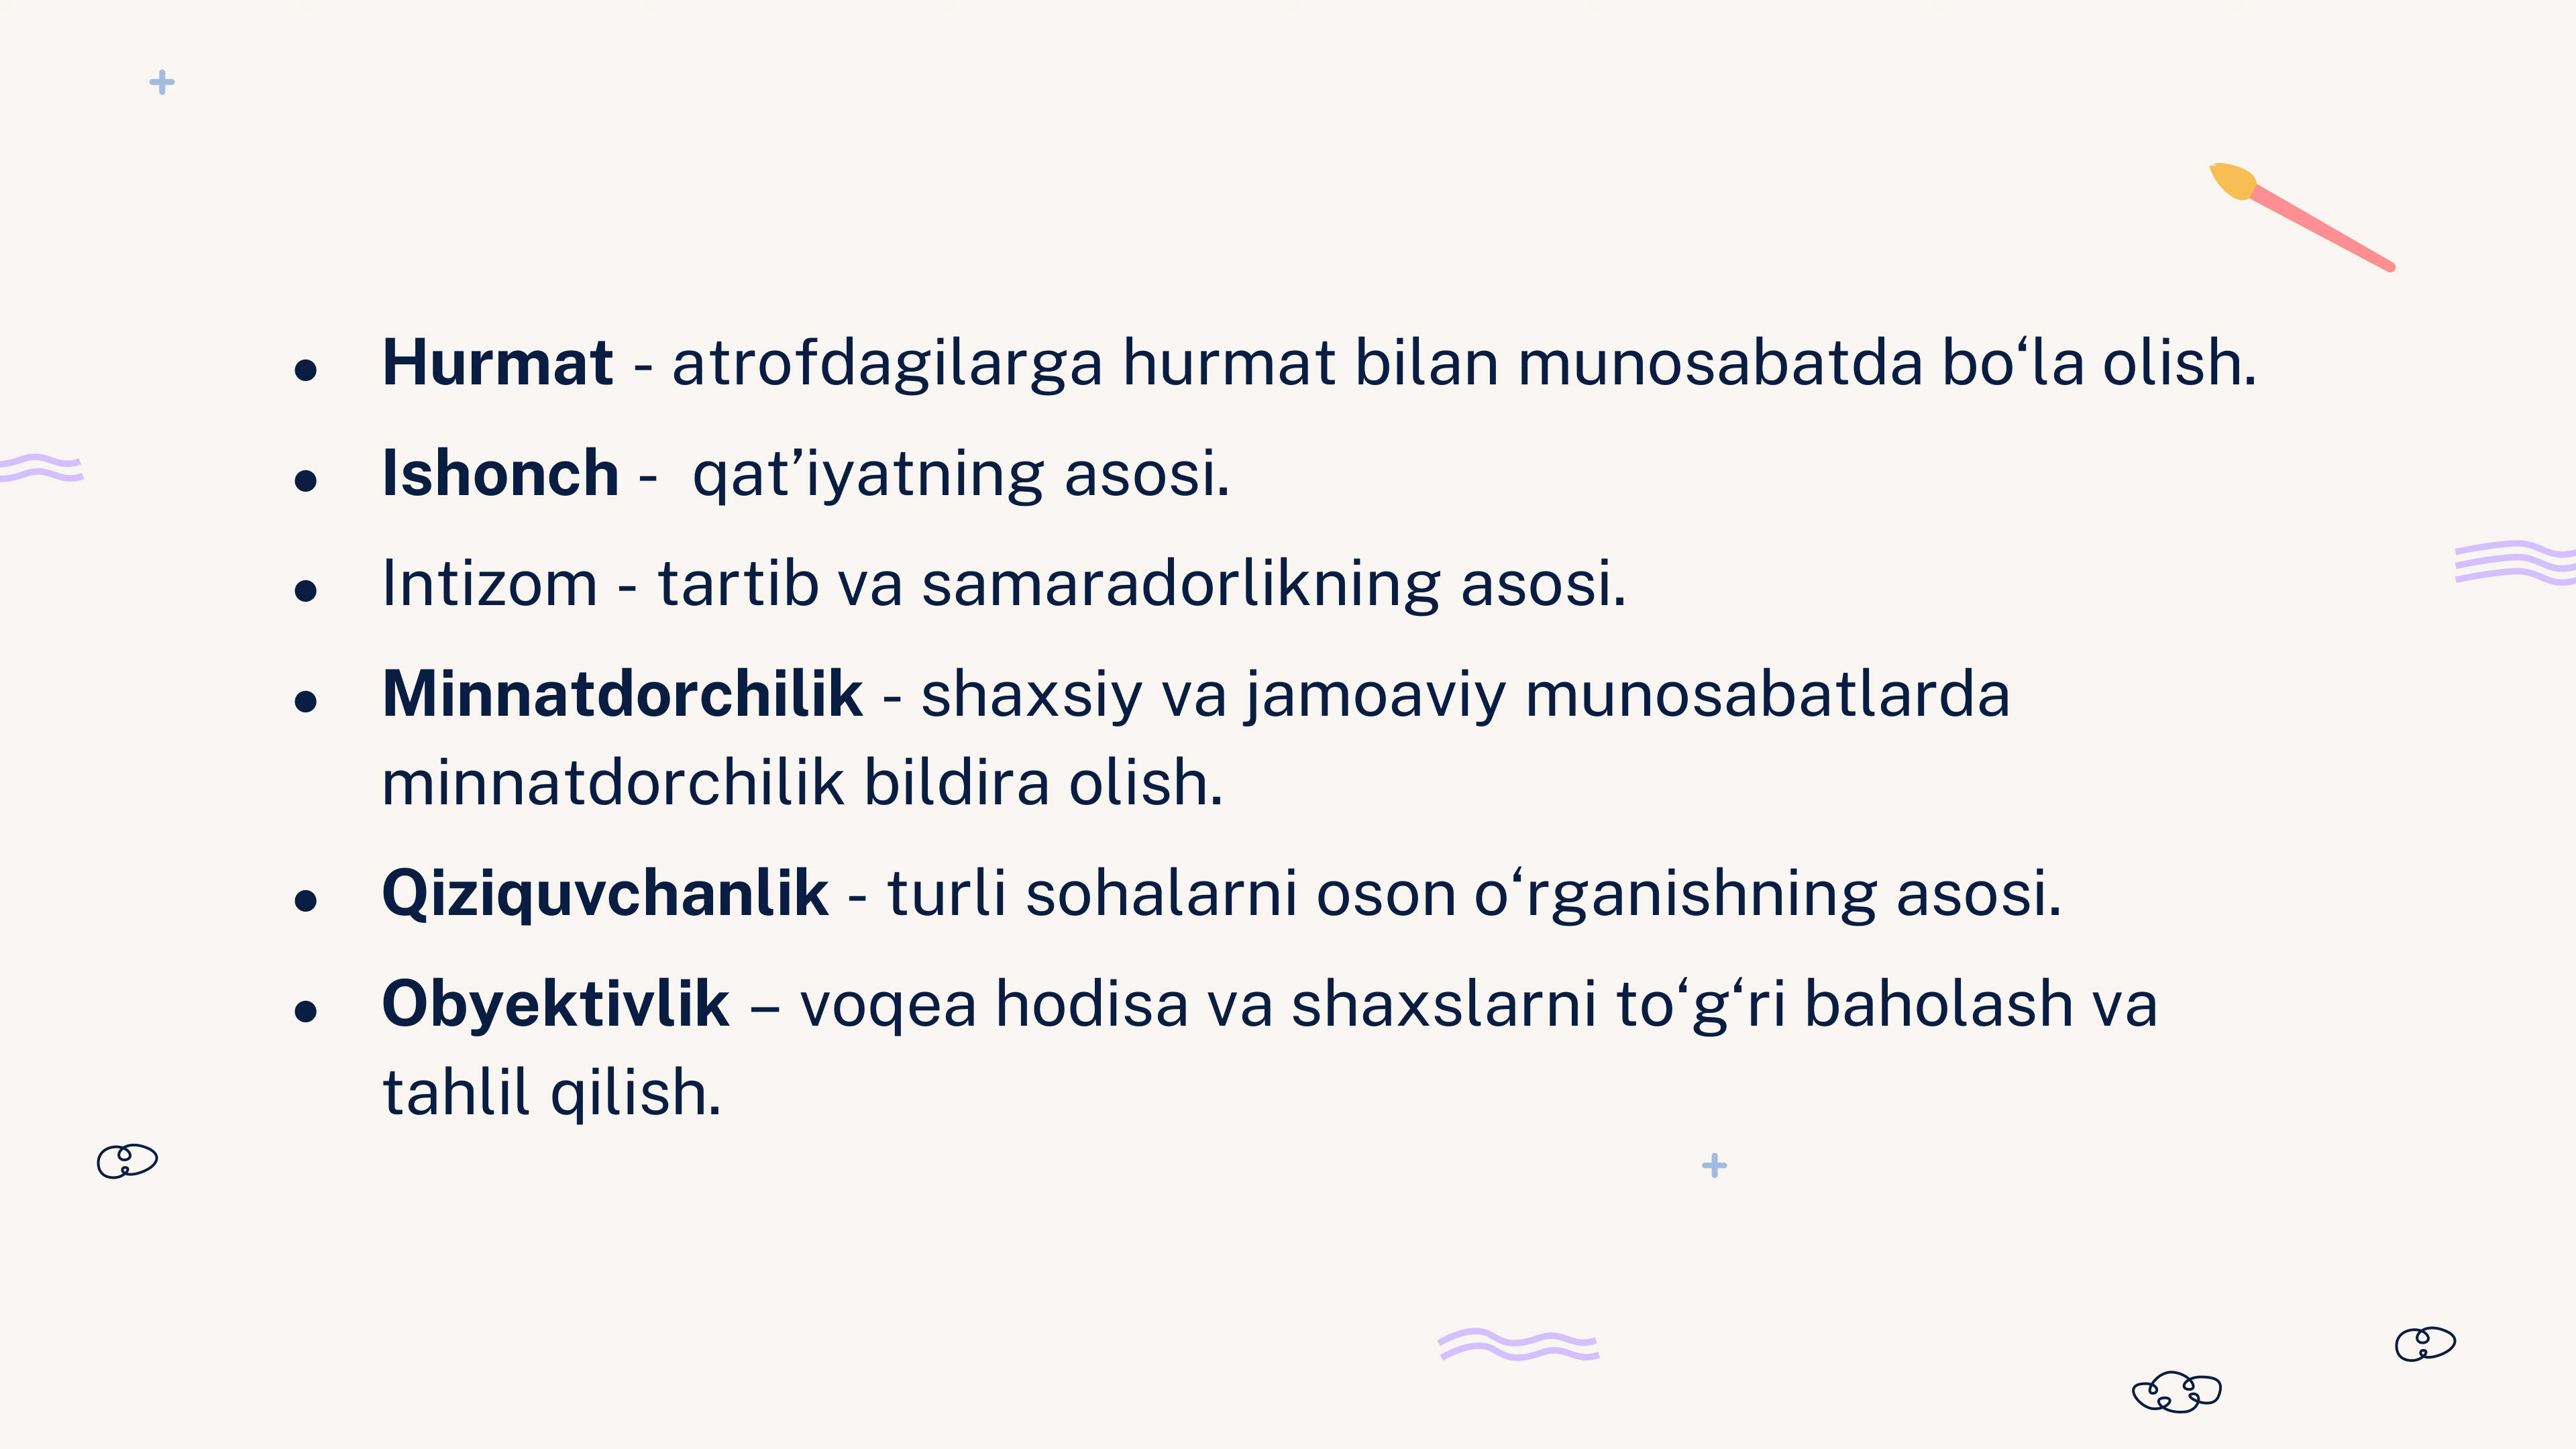 • Hurmat - atrofdagilarga hurmat bilan munosabatda bo‘la olish.
• Ishonch -  qat’iyatning asosi.
• Intizom - tartib va samaradorlikning asosi.
• Minnatdorchilik - shaxsiy va jamoaviy munosabatlarda
minnatdorchilik bildira olish.
• Qiziquvchanlik - turli sohalarni oson o‘rganishning asosi.
• Obyektivlik – voqea hodisa va shaxslarni to‘g‘ri baholash va
tahlil qilish.